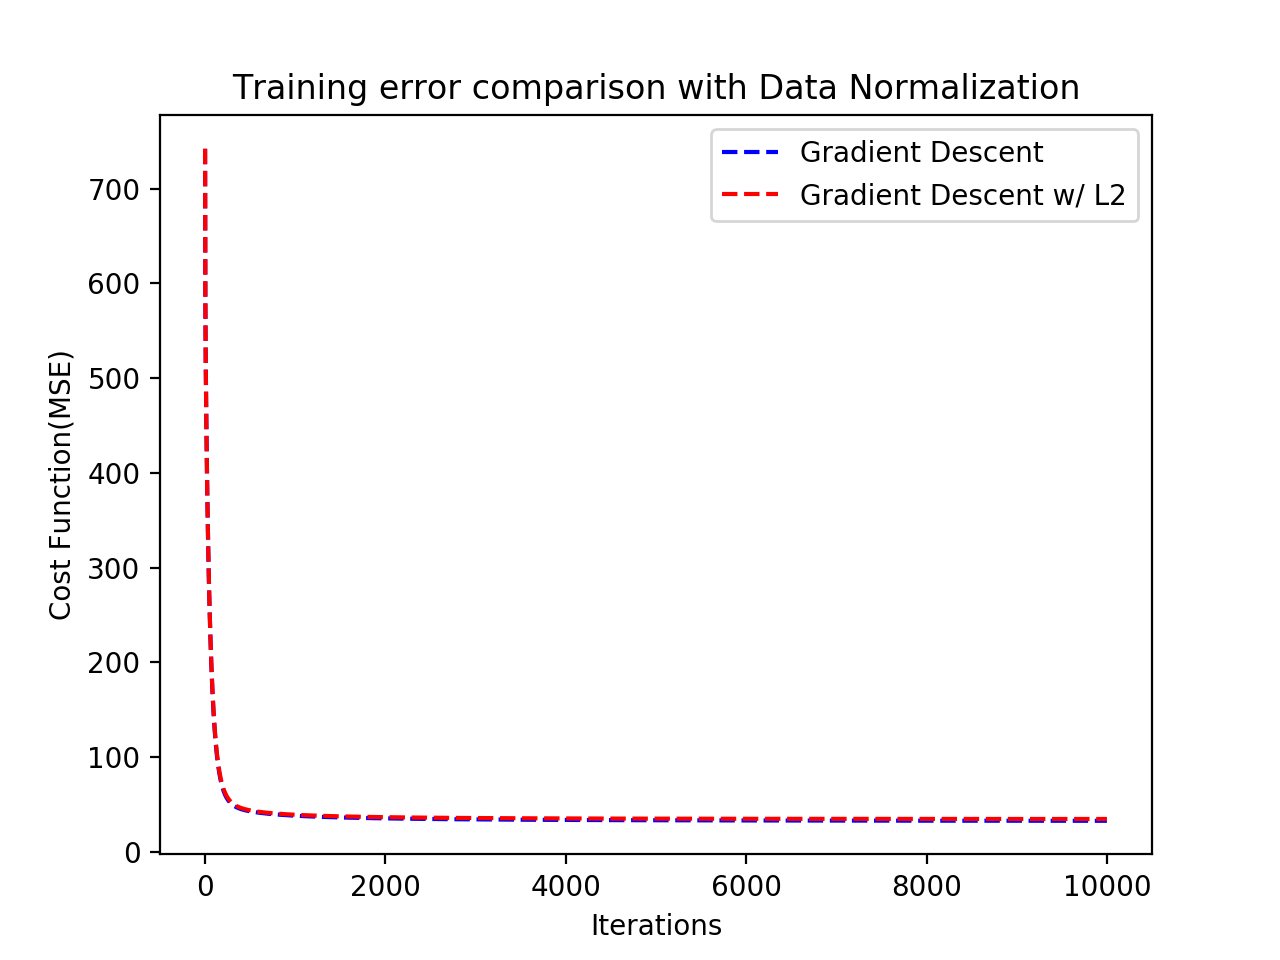 Training error comparison with Data Normalization
Gradient Descent
Gradient Descent w/ L2
Cost Function(MSE)
700
600
500
400
300
200
100
0
0 2000 4000 6000 8000 10000
Iterations